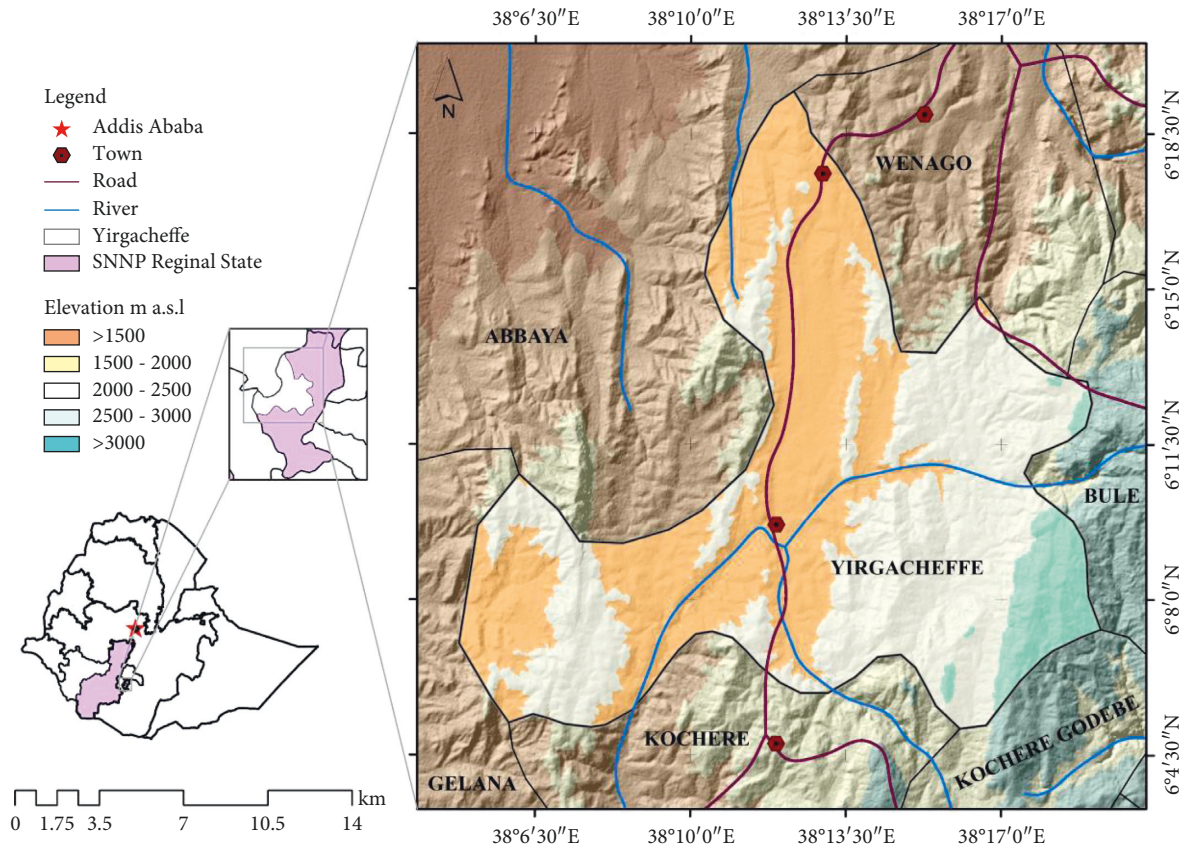 38°6′30″E 38°10′0″E 38°13′30″E 38°17′0″E
Legend
Addis Ababa
Town
Road
River
Yirgacheffe
SNNP Reginal State
Elevation m a.s.l
>1500
1500 - 2000
2000 - 2500
2500 - 3000
>3000
km
0 1.75 3.5 7 10.5 14
N
WENAGO
ABBAYA
BULE
YIRGACHEFFE
KOCHERE
KOCHERE GODEBE
GELANA
6°18′30″N
6°15′0″N
6°11′30″N
6°8′0″N
6°4′30″N
38°6′30″E 38°10′0″E 38°13′30″E 38°17′0″E